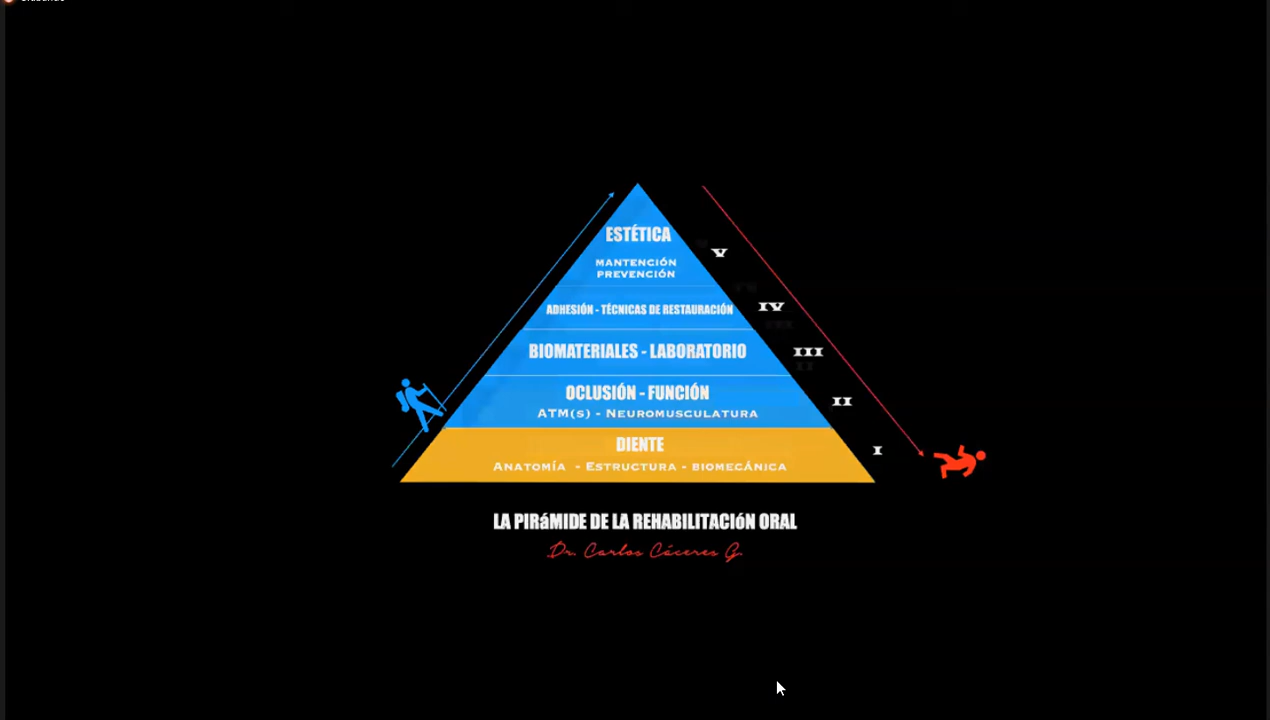 ESTÉTICA
V
MANTENCIÓN
PREVENCIÓN
ADHESIÓN - TÉCNICAS DE RESTAURACIÓN
IV
BIOMATERIALES - LABORATORIO
III
OCLUSIÓN - FUNCIÓN
II
ATM(s) - NEUROMUSCULATURA
DIENTE
I
ANATOMÍA - ESTRUCTURA - BIOMECÁNICA
LA PIRáMIDE DE LA REHABILITACIóN ORAL
Dr. Carlos Cáceres G.